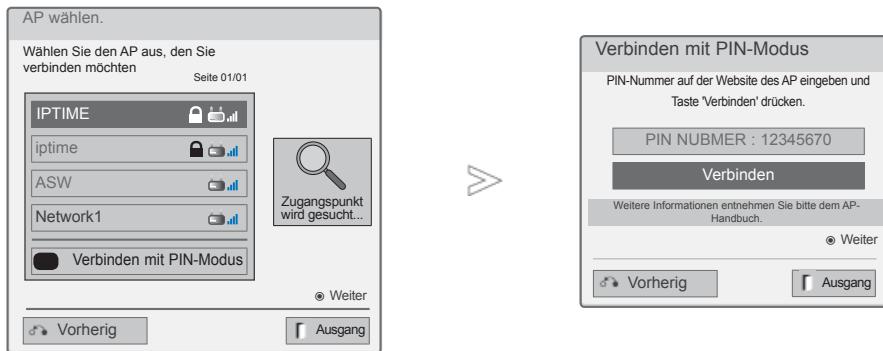 AP wählen.
Wählen Sie den AP aus, den Sie
verbinden möchten
Seite 01/01
IPTIME
iptime
ASW
Network1
Verbinden mit PIN-Modus
Zugangspunkt
wird gesucht...
Weiter
Vorherig
Ausgang
Verbinden mit PIN-Modus
PIN-Nummer auf der Website des AP eingeben und
Taste 'Verbinden' drücken.
PIN NUBMER : 12345670
Verbinden
Weitere Informationen entnehmen Sie bitte dem AP-
Handbuch.
Weiter
Vorherig
Ausgang